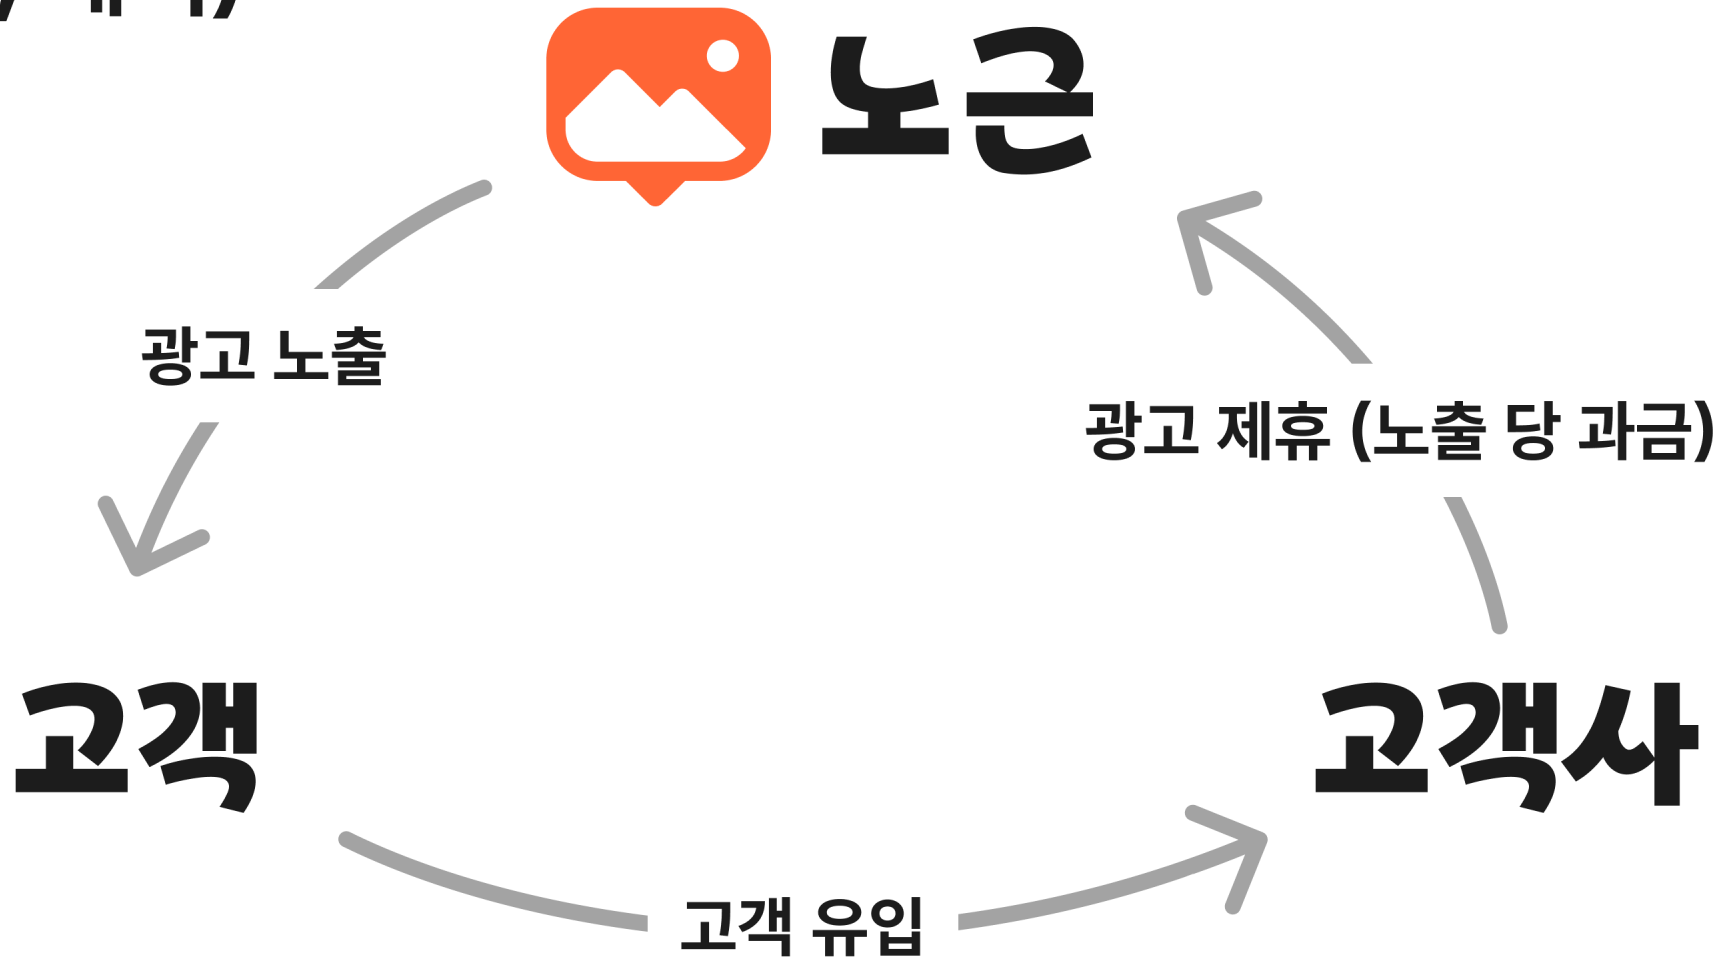 노근
광고 노출
광고 제휴 (노출 당 과금)
고객
고객사
고객 유입